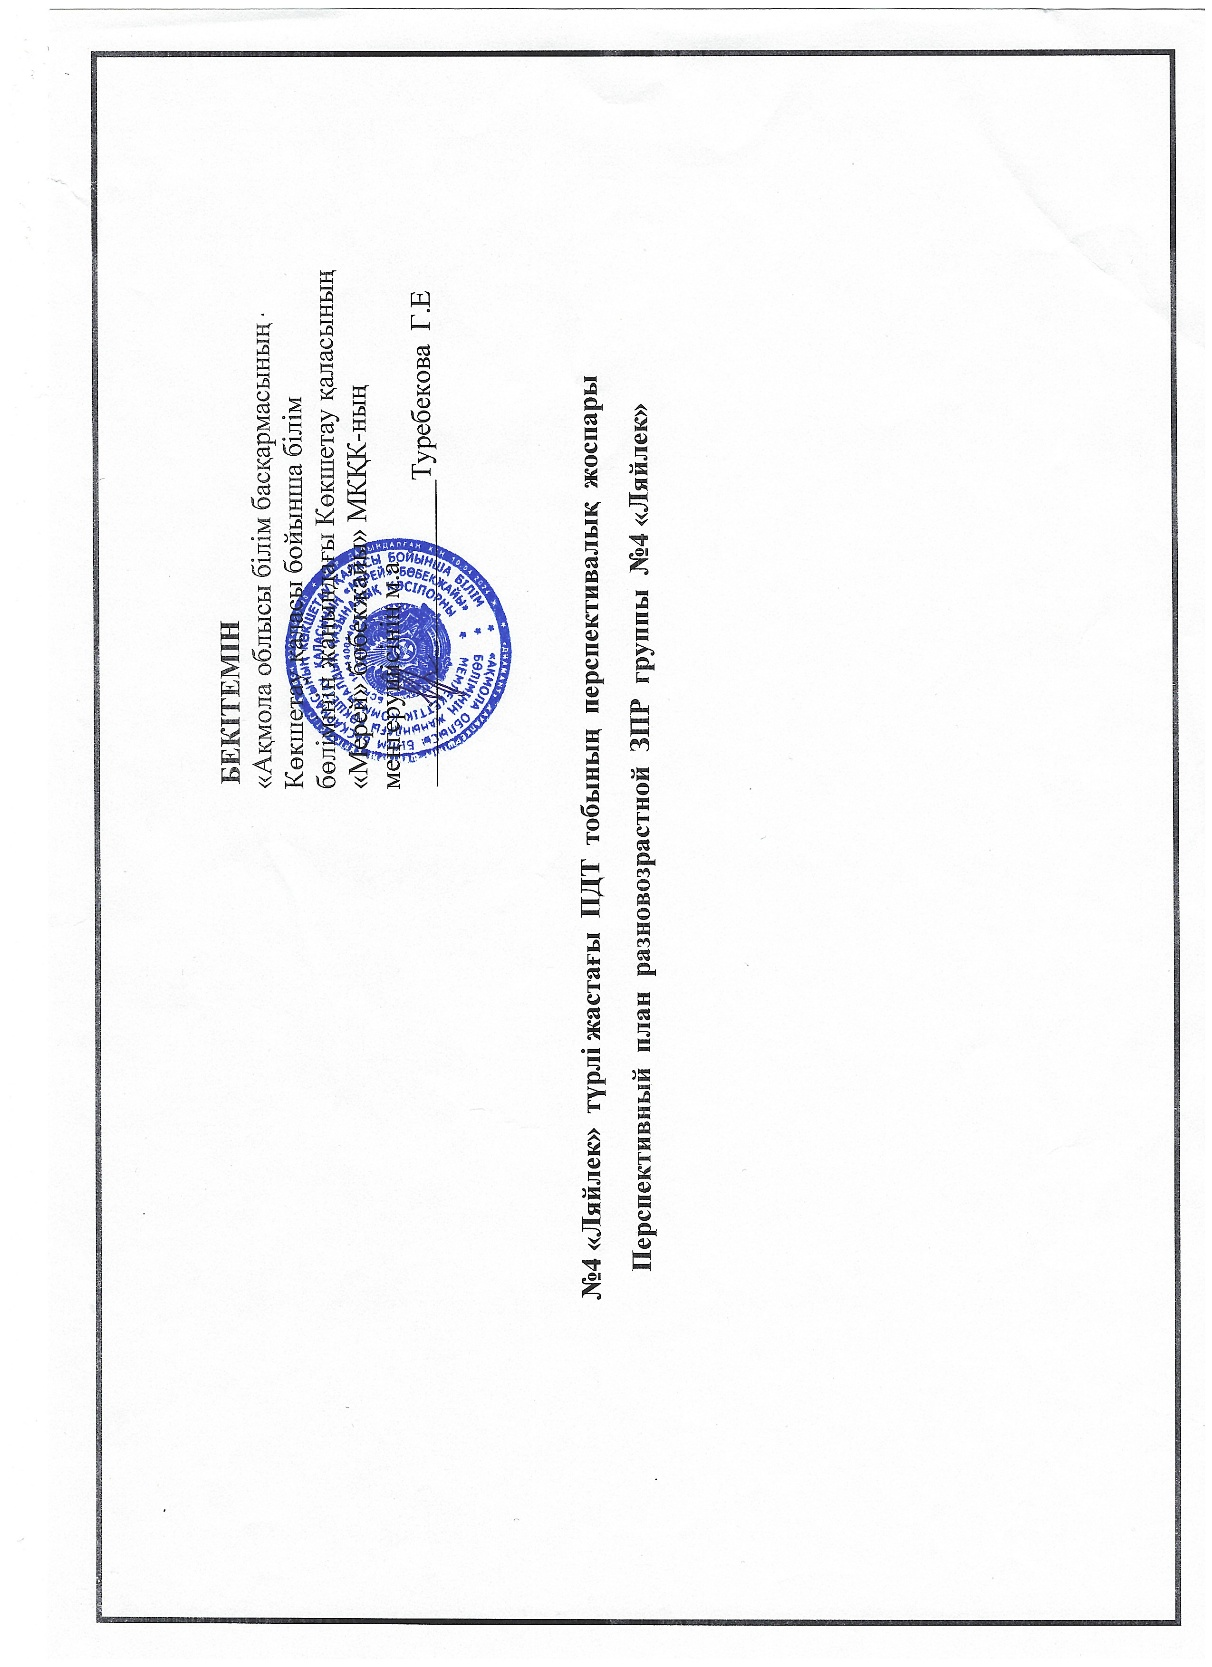 БЕКІТЕМІН
«Ақмола облысы білім басқармасының
Көкшетау қаласы бойынша білім
бөлімінің жанындағы Көкшетау қаласының
«Мерей» бөбекжайы» МКҚК-ның
меңгерушісінің м.а
Туребекова Г.Е
№4 «Ляйлек» түрлі жастағы ПДТ тобының перспективалық жоспары
Перспективный план разновозрастной ЗПР группы №4 «Ляйлек»